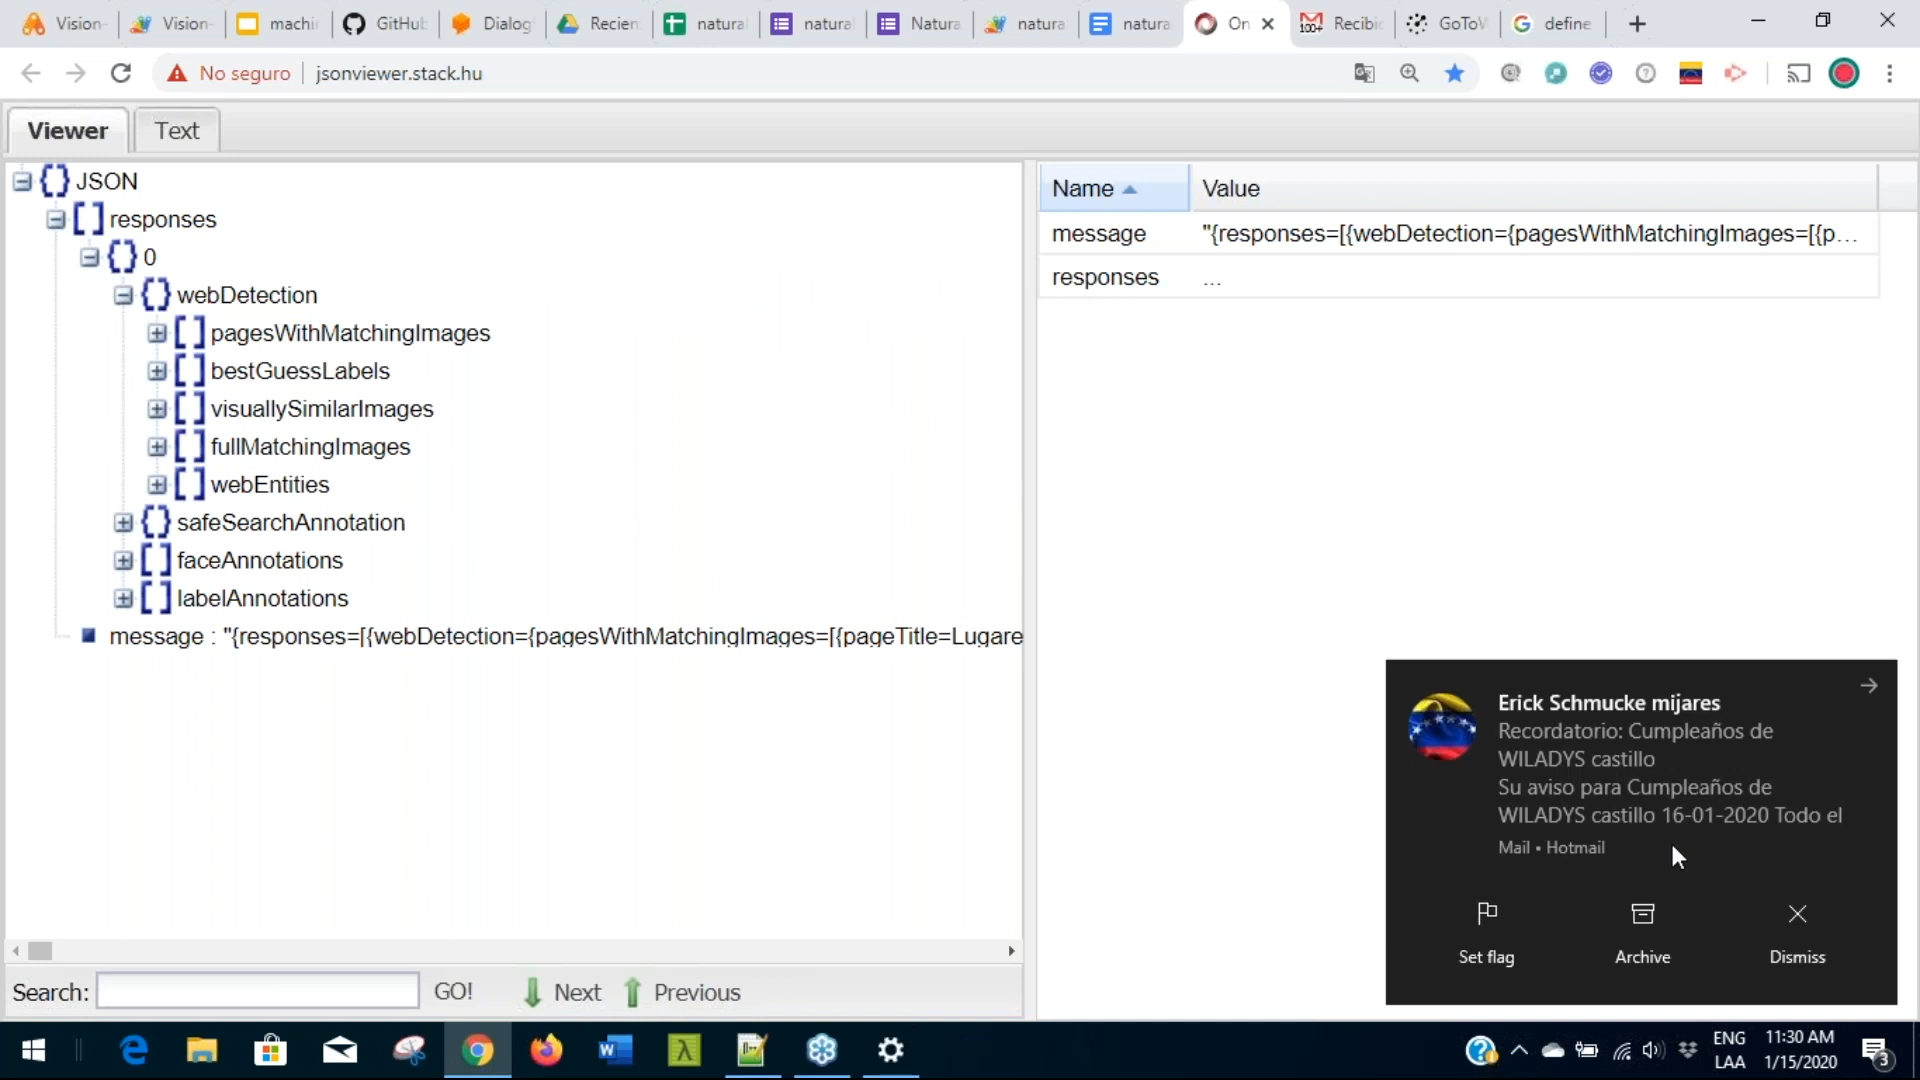 Vision-
Vision-
machin
GitHub
Dialog
Recien
natura
natura
Natura
natura
natura
On
Recibid
GoToW
define
No seguro
jsonviewer.stack.hu
Viewer
Text
JSON
responses
0
webDetection
pagesWithMatchingImages
bestGuessLabels
visuallySimilarImages
fullMatchingImages
webEntities
safeSearchAnnotation
faceAnnotations
labelAnnotations
message : "{responses=[{webDetection={pagesWithMatchingImages=[{pageTitle=Lugare
Name Value
message "{responses=[{webDetection={pagesWithMatchingImages=[{p...
responses ...
Erick Schmucke mijares
Recordatorio: Cumpleaños de
WILADYS castillo
Su aviso para Cumpleaños de
WILADYS castillo 16-01-2020 Todo el
Mail • Hotmail
Set flag
Archive
Dismiss
Search:
GO!
Next
Previous
ENG
LAA
11:30 AM
1/15/2020
3